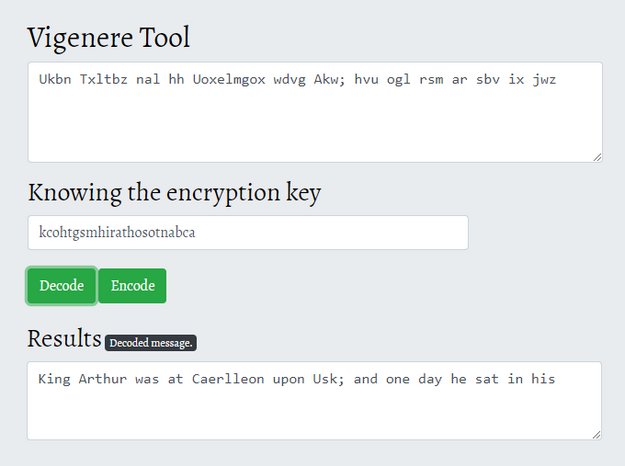 Vigenere Tool
Ukbn Txltbz nal hh Uoxelmgox wdvg Akw; hvu ogl rsm ar sbv ix jwz
Knowing the encryption key
kcohtgsmhirathosotnabca
Decode Encode
Results Decoded message.
King Arthur was at Caerlleon upon Usk; and one day he sat in his